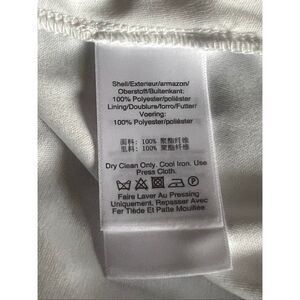 Shell/Exterieur/armazon/
Oberstoff/Buitenkant:
100% Polyester/poliéster
Lining/Doublure/forro/Futter/
Voering:
100% Polyester/poliéster
面料: 100% 聚酯纤维
里料: 100% 聚酯纤维
Dry Clean Only. Cool Iron. Use
Press Cloth.
Faire Laver Au Pressing
Uniquement. Repasser Avec
Fer Tiède Et Patte Mouillée